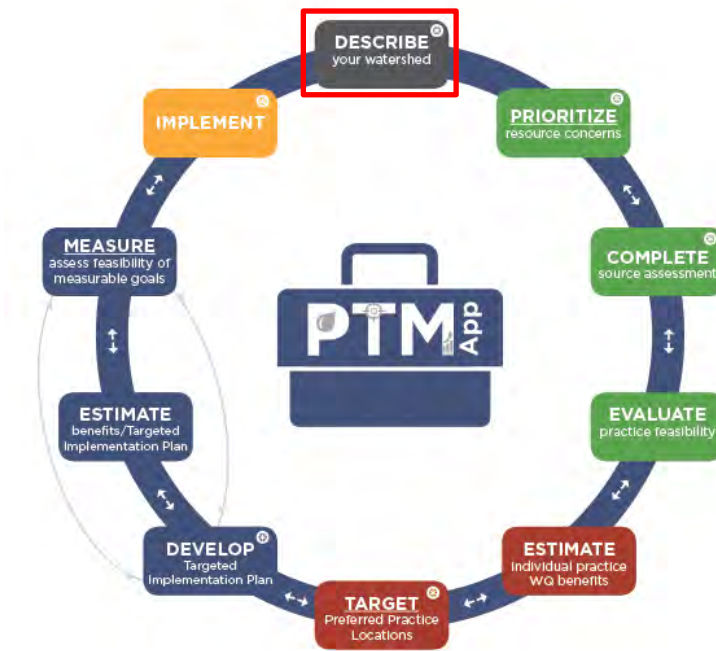 DESCRIBE
your watershed
PRIORITIZE
resource concerns
COMPLETE
source assessment
EVALUATE
practice feasibility
ESTIMATE
individual practice
WQ benefits
TARGET
Preferred Practice
Locations
DEVELOP
Targeted
Implementation Plan
ESTIMATE
benefits/Targeted
Implementation Plan
MEASURE
assess feasibility of
measurable goals
IMPLEMENT
PTM
App